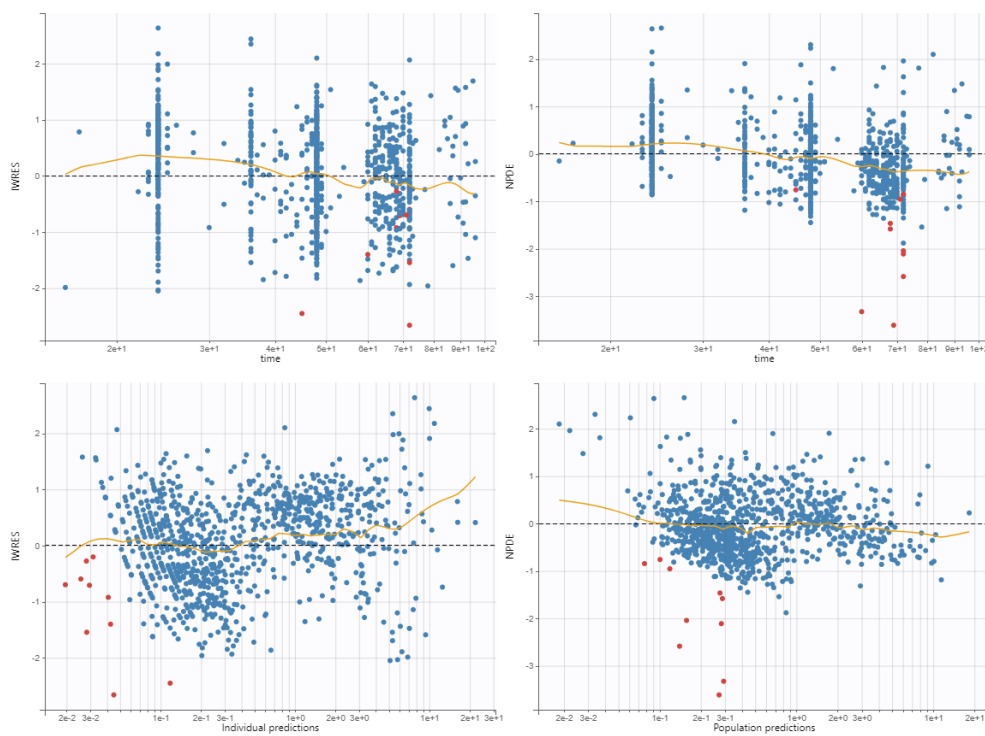 IWRES
2
1
0
-1
-2
2e+1
3e+1
5e+1
6e+1
7e+1
8e+1
9e+1
1e+2
time
NPDE
2
1
0
-1
-2
-3
2e+1
3e+1
5e+1
6e+1
7e+1
8e+1
9e+1
1e+2
time
IWRES
2
1
0
-1
-2
2e-2
3e-2
1e-1
2e-1
3e-1
1e+0
2e+0
3e+0
1e+1
2e+1
3e+1
Individual predictions
NPDE
2
1
0
-1
-2
-3
2e-2
3e-2
1e-1
2e-1
3e-1
1e+0
2e+0
3e+0
1e+1
2e+1
Population predictions